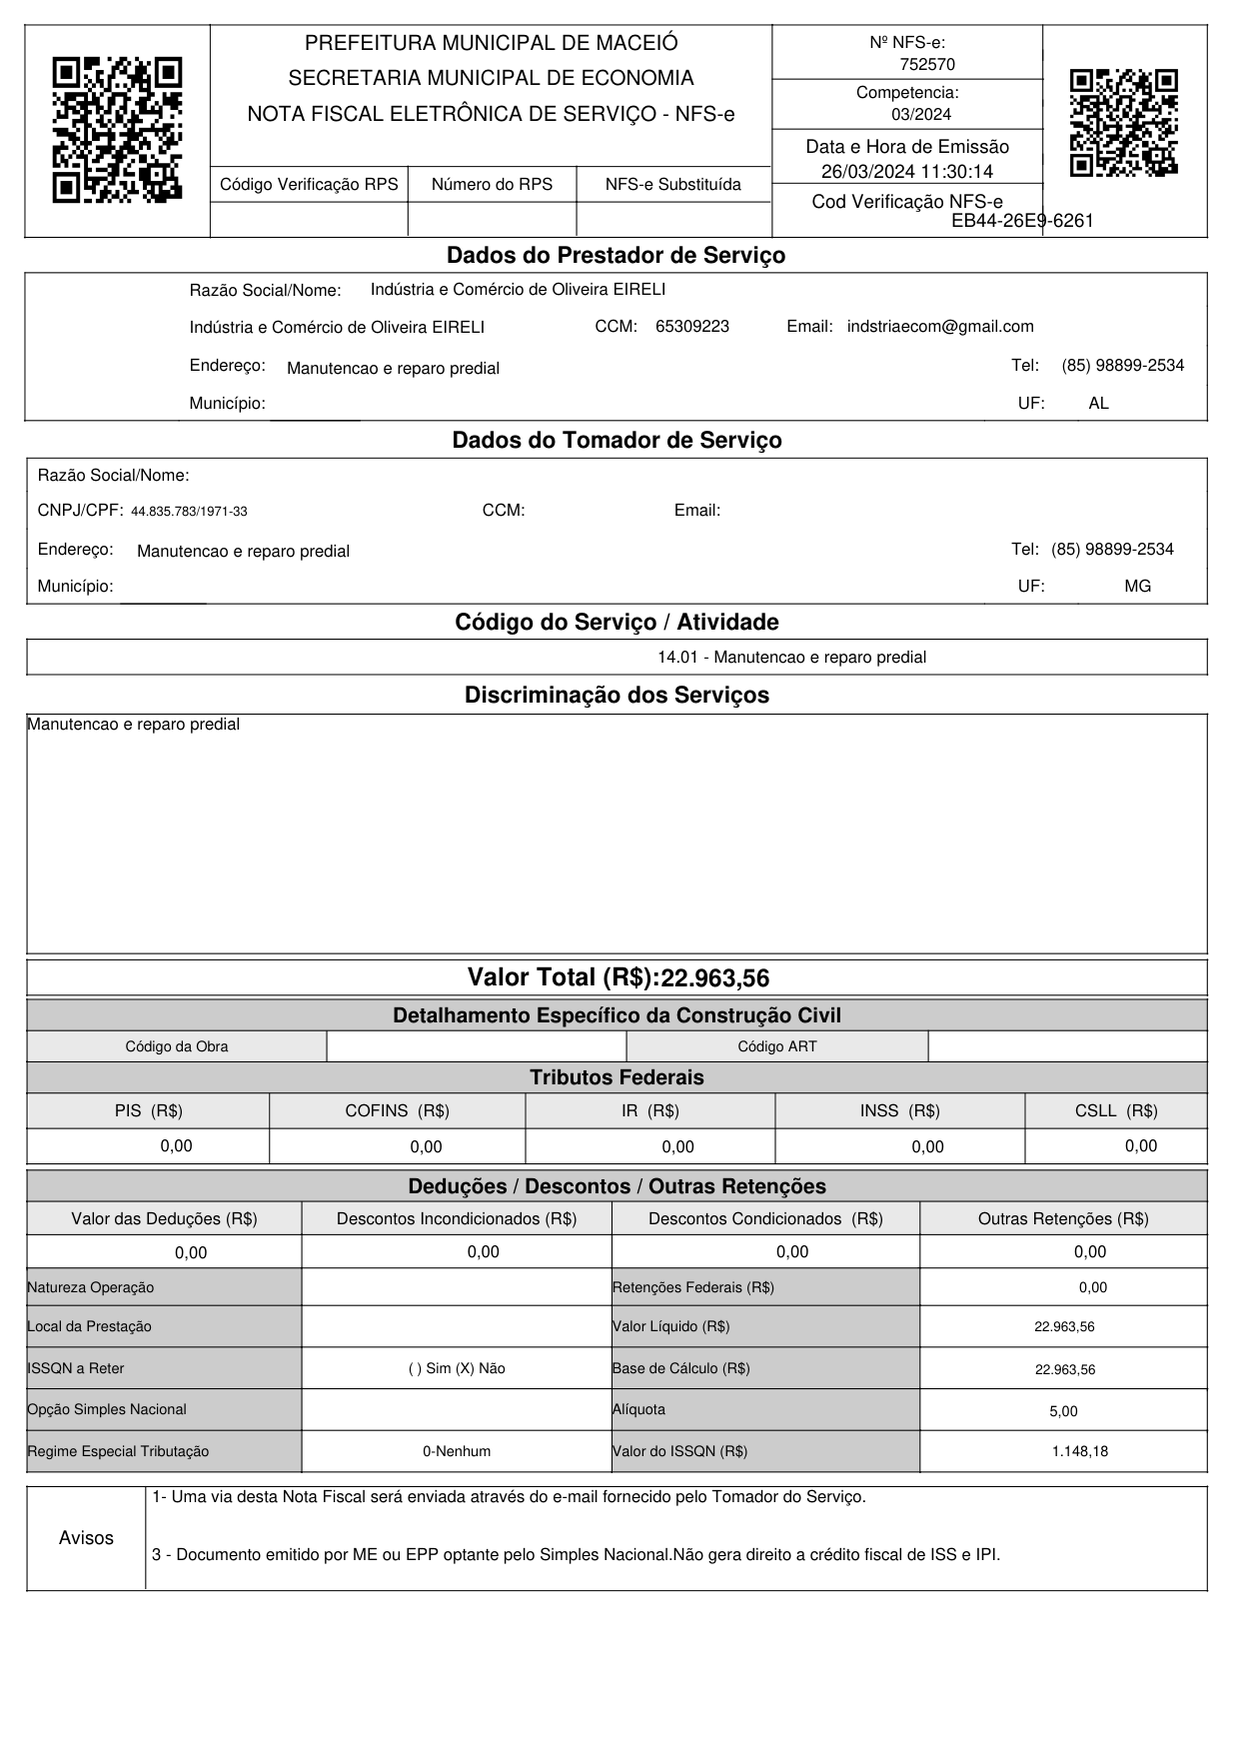 PREFEITURA MUNICIPAL DE MACEIÓ
SECRETARIA MUNICIPAL DE ECONOMIA
NOTA FISCAL ELETRÔNICA DE SERVIÇO - NFS-e
Código Verificação RPS Número do RPS NFS-e Substituída
Nº NFS-e:
752570
Competencia:
03/2024
Data e Hora de Emissão
26/03/2024 11:30:14
Cod Verificação NFS-e
EB44-26E9-6261
Dados do Prestador de Serviço
Razão Social/Nome: Indústria e Comércio de Oliveira EIRELI
Indústria e Comércio de Oliveira EIRELI CCM: 65309223 Email: indstriaecom@gmail.com
Endereço: Manutencao e reparo predial Tel: (85) 98899-2534
Município: UF: AL
Dados do Tomador de Serviço
Razão Social/Nome:
CNPJ/CPF: 44.835.783/1971-33 CCM: Email:
Endereço: Manutencao e reparo predial Tel: (85) 98899-2534
Município: UF: MG
Código do Serviço / Atividade
14.01 - Manutencao e reparo predial
Discriminação dos Serviços
Manutencao e reparo predial
Valor Total (R$):22.963,56
Detalhamento Específico da Construção Civil
Código da Obra Código ART
Tributos Federais
PIS (R$) COFINS (R$) IR (R$) INSS (R$) CSLL (R$)
0,00 0,00 0,00 0,00 0,00
Deduções / Descontos / Outras Retenções
Valor das Deduções (R$) Descontos Incondicionados (R$) Descontos Condicionados (R$) Outras Retenções (R$)
0,00 0,00 0,00 0,00
Natureza Operação Retenções Federais (R$) 0,00
Local da Prestação Valor Líquido (R$) 22.963,56
ISSQN a Reter ( ) Sim (X) Não Base de Cálculo (R$) 22.963,56
Opção Simples Nacional Alíquota 5,00
Regime Especial Tributação 0-Nenhum Valor do ISSQN (R$) 1.148,18
Avisos
1- Uma via desta Nota Fiscal será enviada através do e-mail fornecido pelo Tomador do Serviço.
3 - Documento emitido por ME ou EPP optante pelo Simples Nacional.Não gera direito a crédito fiscal de ISS e IPI.